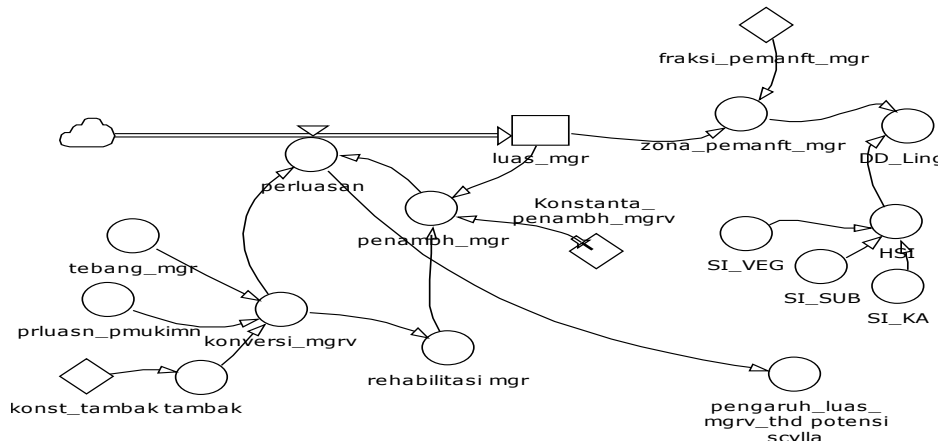 fraksi_pemanft_mgr
luas_mgr
zona_pemanft_mgr
DD_Ling
perluasan
Konstanta_
penambh_mgrv
penambh_mgr
tebang_mgr
SI_VEG
HSI
SI_SUB
SI_KA
prluasn_pmukimn
konversi_mgrv
rehabilitasi mgr
konst_tambak
tambak
pengaruh_luas_
mgrv_thd potensi
scylla